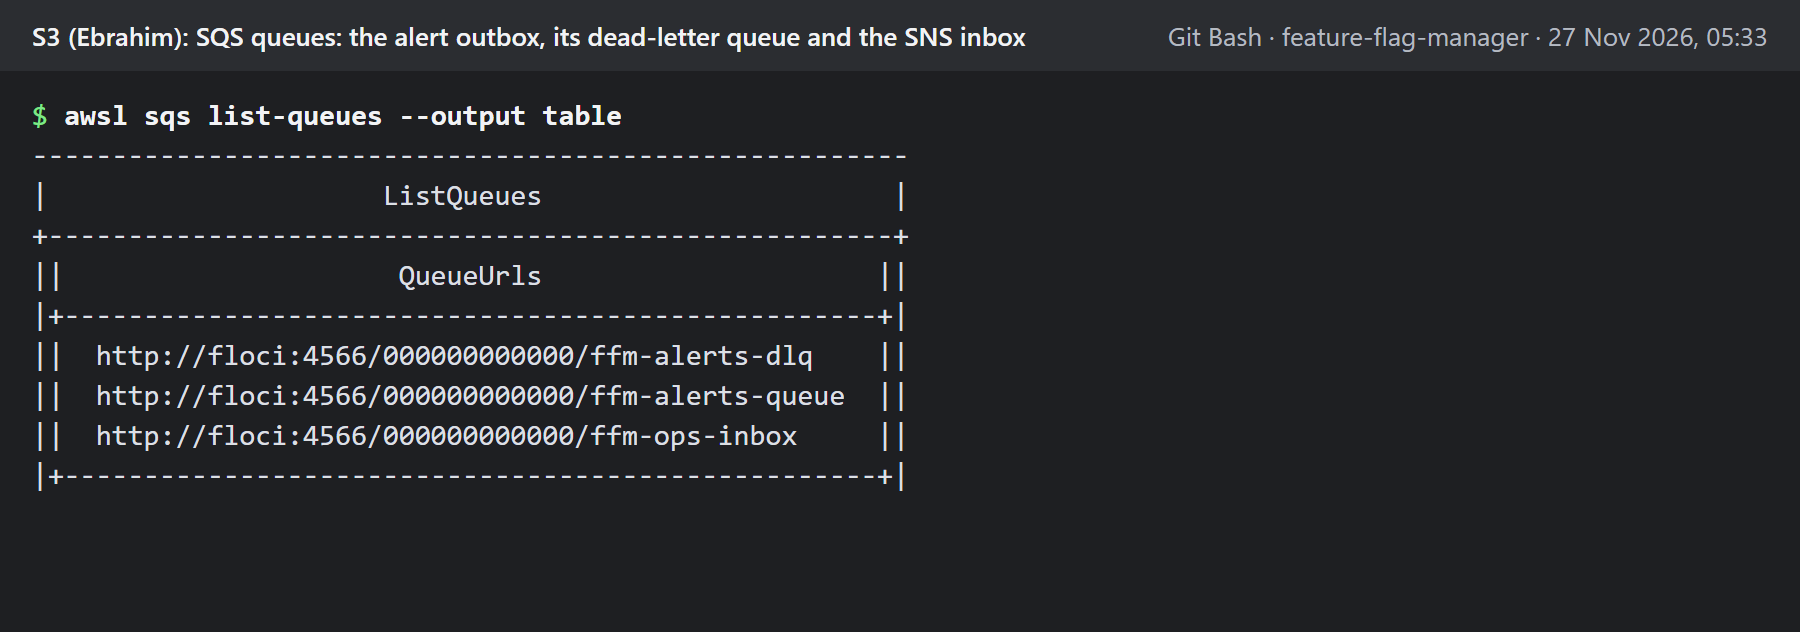 S3 (Ebrahim): SQS queues: the alert outbox, its dead-letter queue and the SNS inbox
Git Bash · feature-flag-manager · 27 Nov 2026, 05:33
$ awsl sqs list-queues --output table
-------------------------------------------------------
|                      ListQueues                      |
+-----------------------------------------------------+
||                     QueueUrls                     ||
|+---------------------------------------------------+|
||  http://floci:4566/000000000000/ffm-alerts-dlq    ||
||  http://floci:4566/000000000000/ffm-alerts-queue  ||
||  http://floci:4566/000000000000/ffm-ops-inbox     ||
|+---------------------------------------------------+|